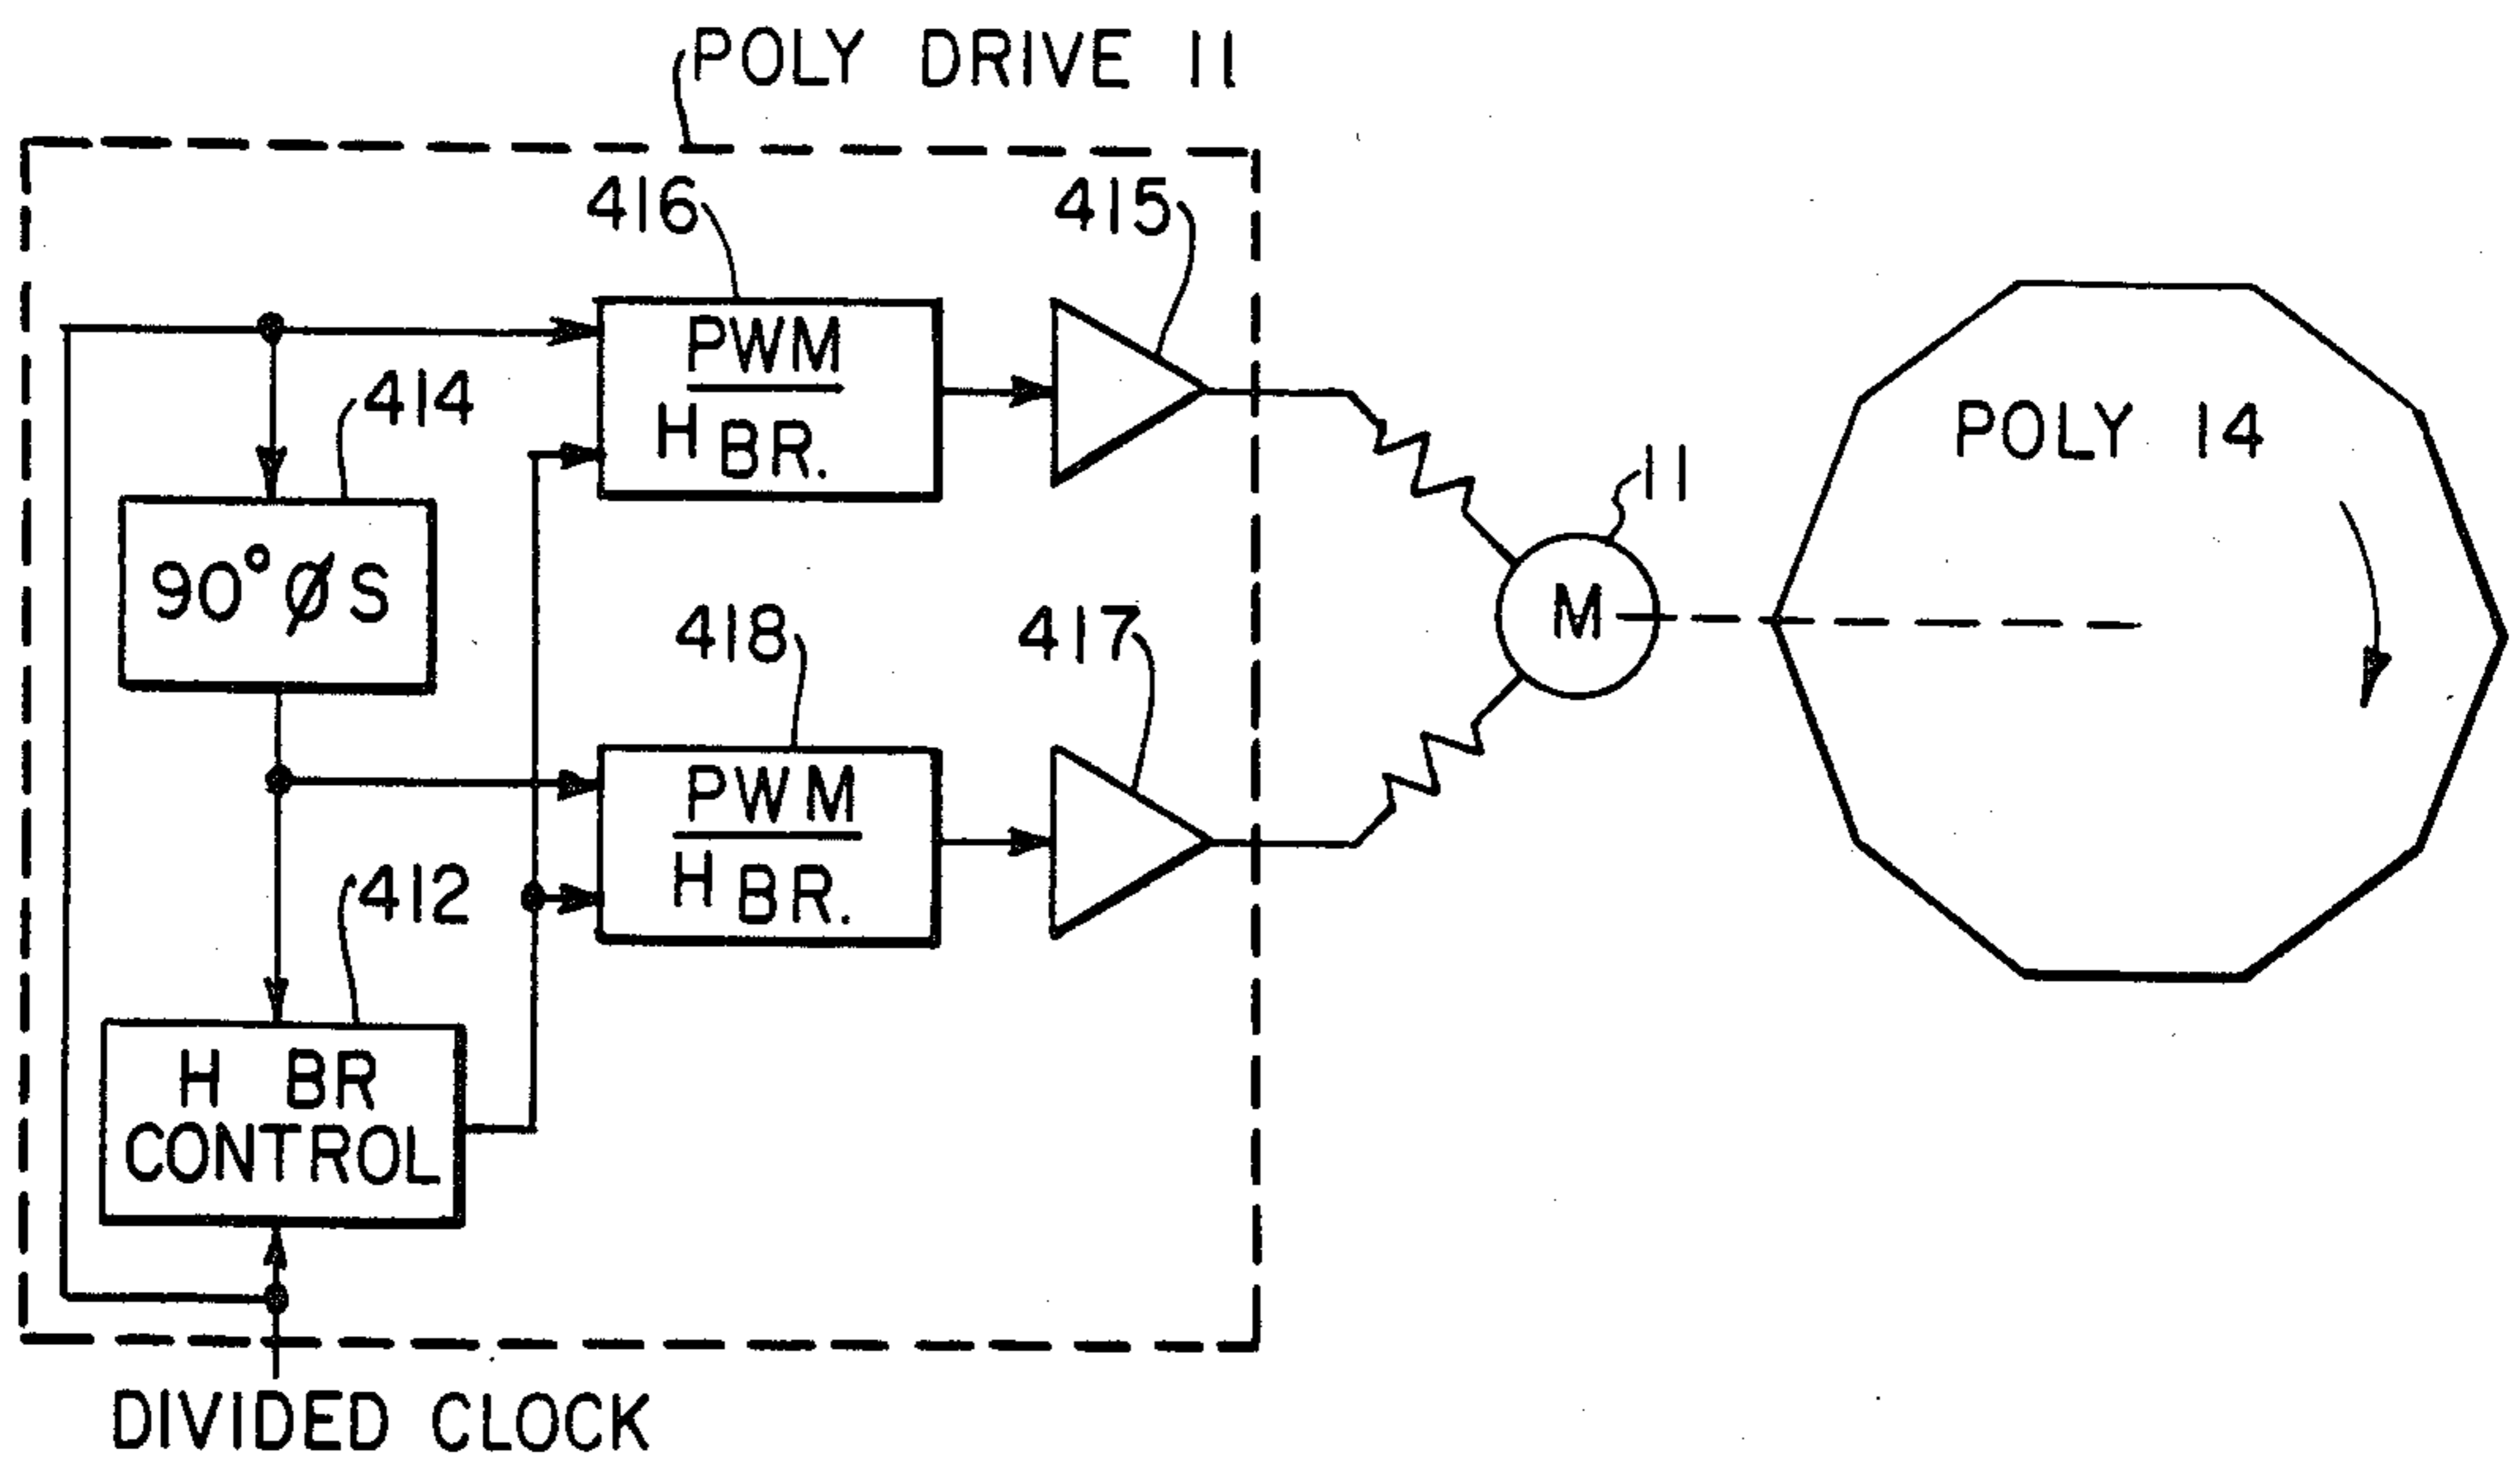 POLY DRIVE 11
416
415
PWM
H BR.
414
POLY 14
11
90° ØS
M
418
417
PWM
H BR.
412
H BR
CONTROL
DIVIDED CLOCK